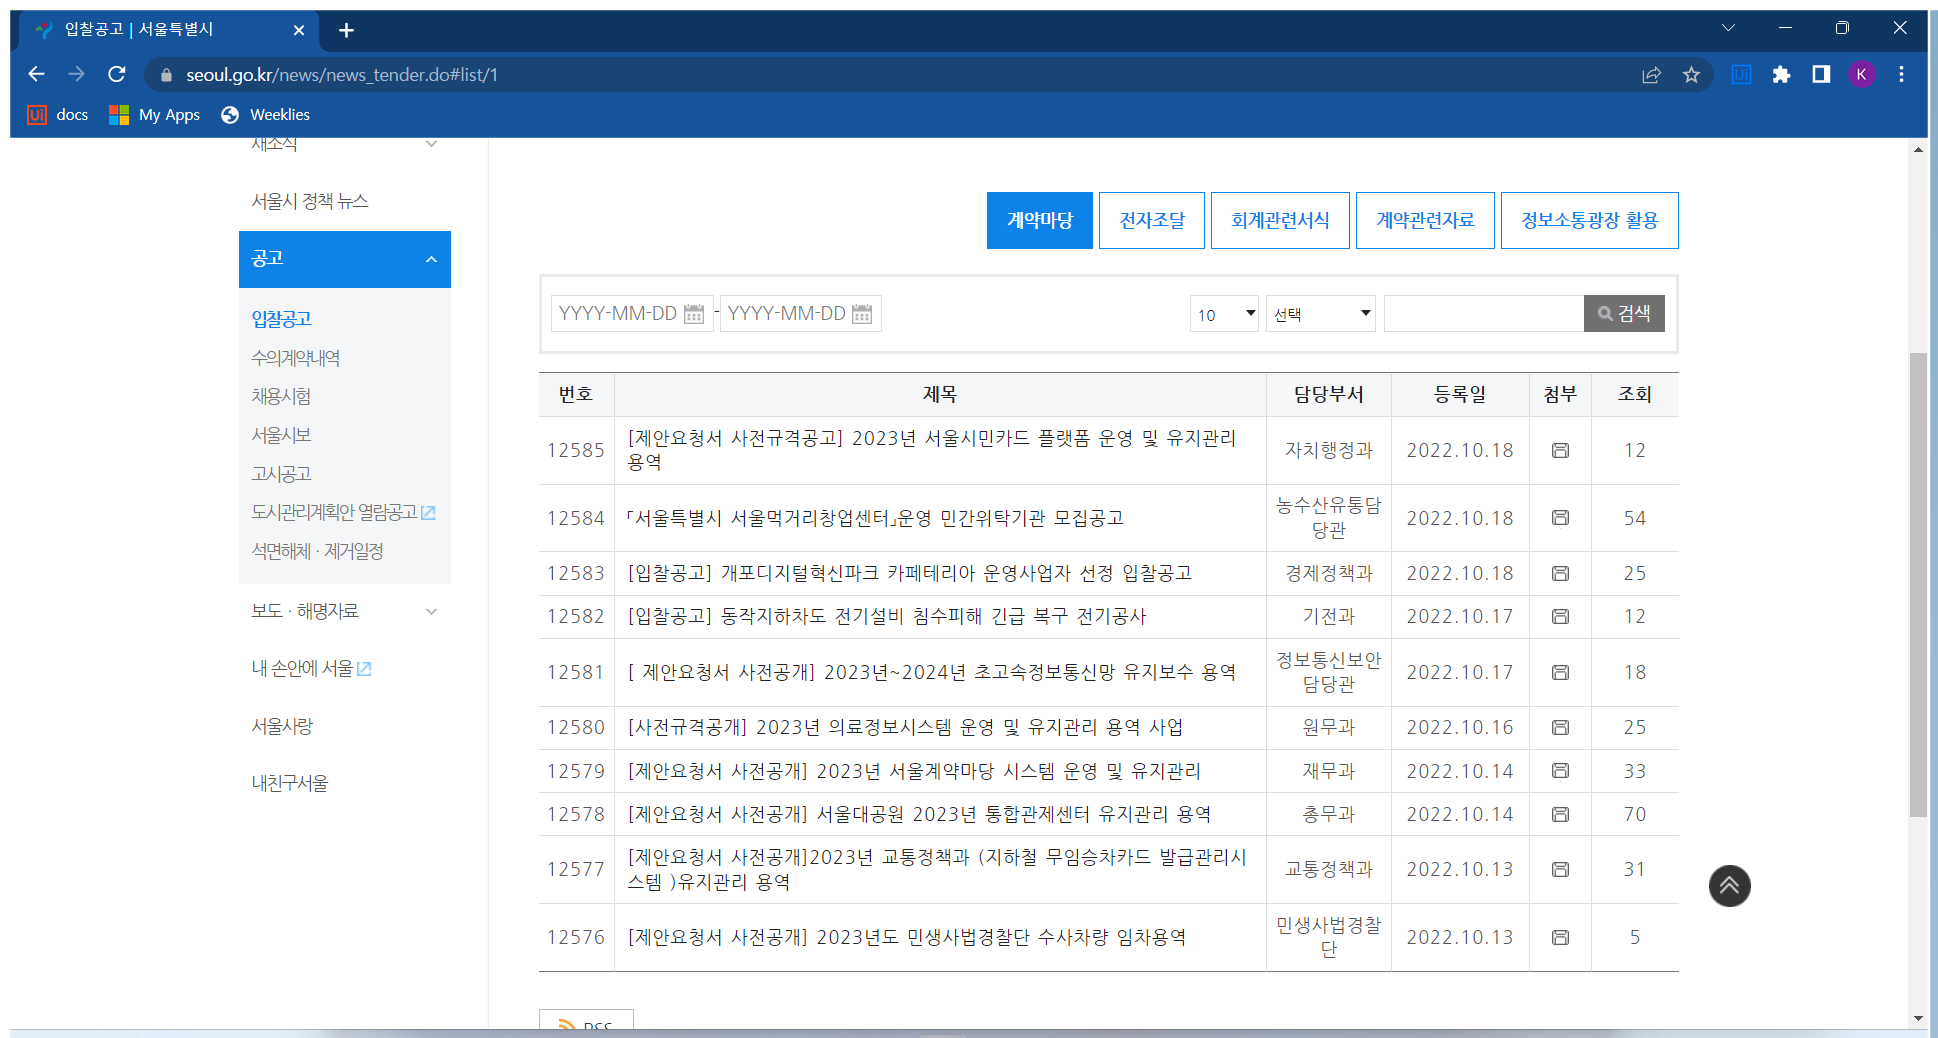 입찰공고 | 서울특별시
seoul.go.kr/news/news_tender.do#list/1
K
Ui docs My Apps Weeklies
새소식
서울시 정책 뉴스
공고
입찰공고
수의계약내역
채용시험
서울시보
고시공고
도시관리계획안 열람공고
석면해체 · 제거일정
보도 · 해명자료
내 손안에 서울
서울사랑
내친구서울
계약마당 전자조달 회계관련서식 계약관련자료 정보소통광장 활용
YYYY-MM-DD - YYYY-MM-DD 10 선택 검색
번호 제목 담당부서 등록일 첨부 조회
12585 [제안요청서 사전규격공고] 2023년 서울시민카드 플랫폼 운영 및 유지관리 용역 자치행정과 2022.10.18 12
12584 「서울특별시 서울먹거리창업센터」운영 민간위탁기관 모집공고 농수산유통담당관 2022.10.18 54
12583 [입찰공고] 개포디지털혁신파크 카페테리아 운영사업자 선정 입찰공고 경제정책과 2022.10.18 25
12582 [입찰공고] 동작지하차도 전기설비 침수피해 긴급 복구 전기공사 기전과 2022.10.17 12
12581 [ 제안요청서 사전공개] 2023년~2024년 초고속정보통신망 유지보수 용역 정보통신보안담당관 2022.10.17 18
12580 [사전규격공개] 2023년 의료정보시스템 운영 및 유지관리 용역 사업 원무과 2022.10.16 25
12579 [제안요청서 사전공개] 2023년 서울계약마당 시스템 운영 및 유지관리 재무과 2022.10.14 33
12578 [제안요청서 사전공개] 서울대공원 2023년 통합관제센터 유지관리 용역 총무과 2022.10.14 70
12577 [제안요청서 사전공개]2023년 교통정책과 (지하철 무임승차카드 발급관리시스템 )유지관리 용역 교통정책과 2022.10.13 31
12576 [제안요청서 사전공개] 2023년도 민생사법경찰단 수사차량 임차용역 민생사법경찰단 2022.10.13 5
RSS